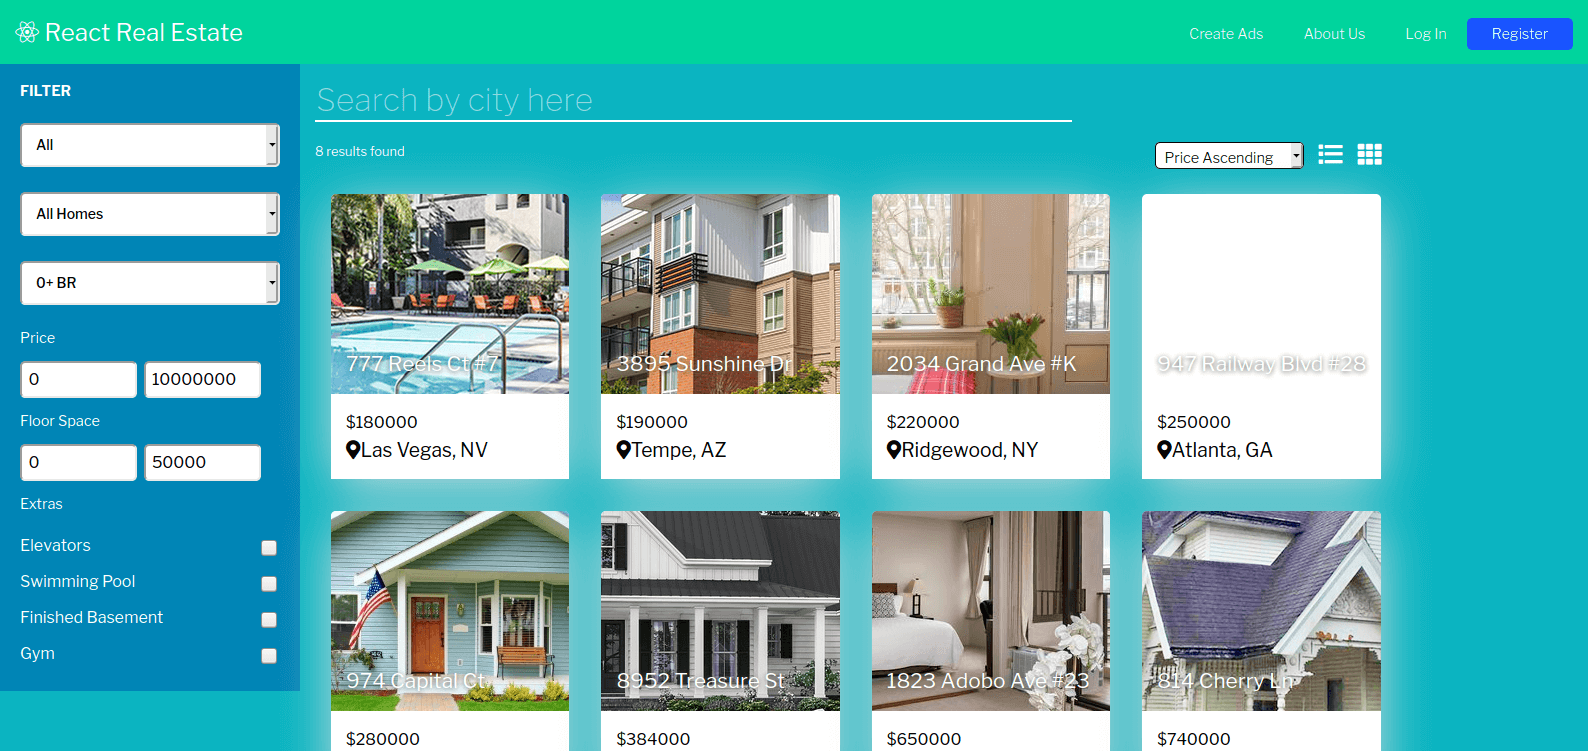 React Real Estate
Create Ads
About Us
Log In
Register
FILTER
All
All Homes
0+ BR
Price
0
10000000
Floor Space
0
50000
Extras
Elevators
Swimming Pool
Finished Basement
Gym
Search by city here
8 results found
Price Ascending
777 Reels Ct #7
$180000
Las Vegas, NV
3895 Sunshine Dr
$190000
Tempe, AZ
2034 Grand Ave #K
$220000
Ridgewood, NY
947 Railway Blvd #28
$250000
Atlanta, GA
974 Capital Ct
$280000
8952 Treasure St
$384000
1823 Adobo Ave #23
$650000
814 Cherry Ln
$740000